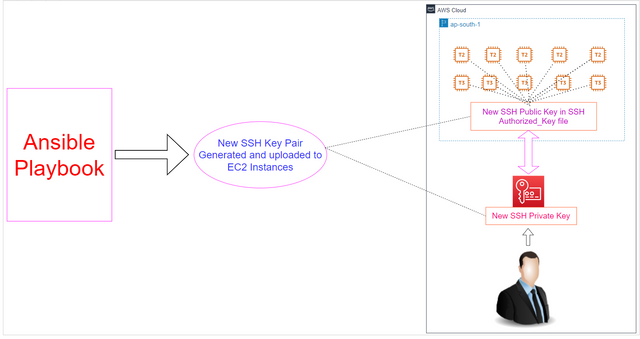 AWS Cloud
ap-south-1
T2 T2 T2 T2 T2
T3 T3 T3 T3 T3
New SSH Public Key in SSH
Authorized_Key file
Ansible
Playbook
New SSH Key Pair
Generated and uploaded to
EC2 Instances
New SSH Private Key